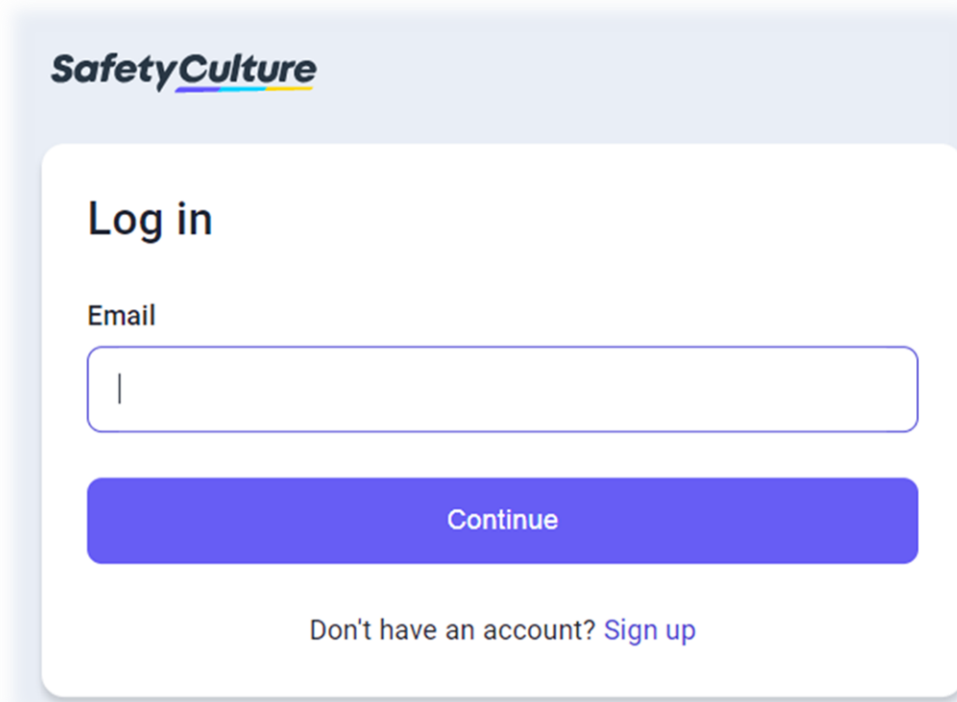 SafetyCulture
Log in
Email
Continue
Don't have an account? Sign up